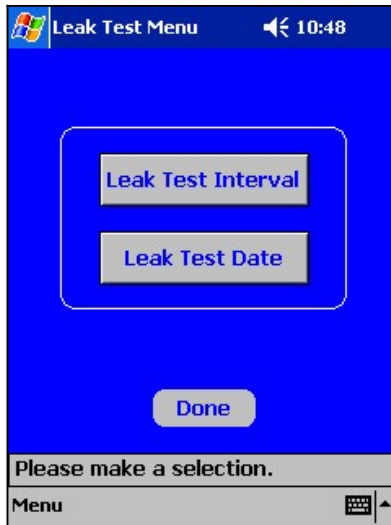 Leak Test Menu 10:48
Leak Test Interval
Leak Test Date
Done
Please make a selection.
Menu